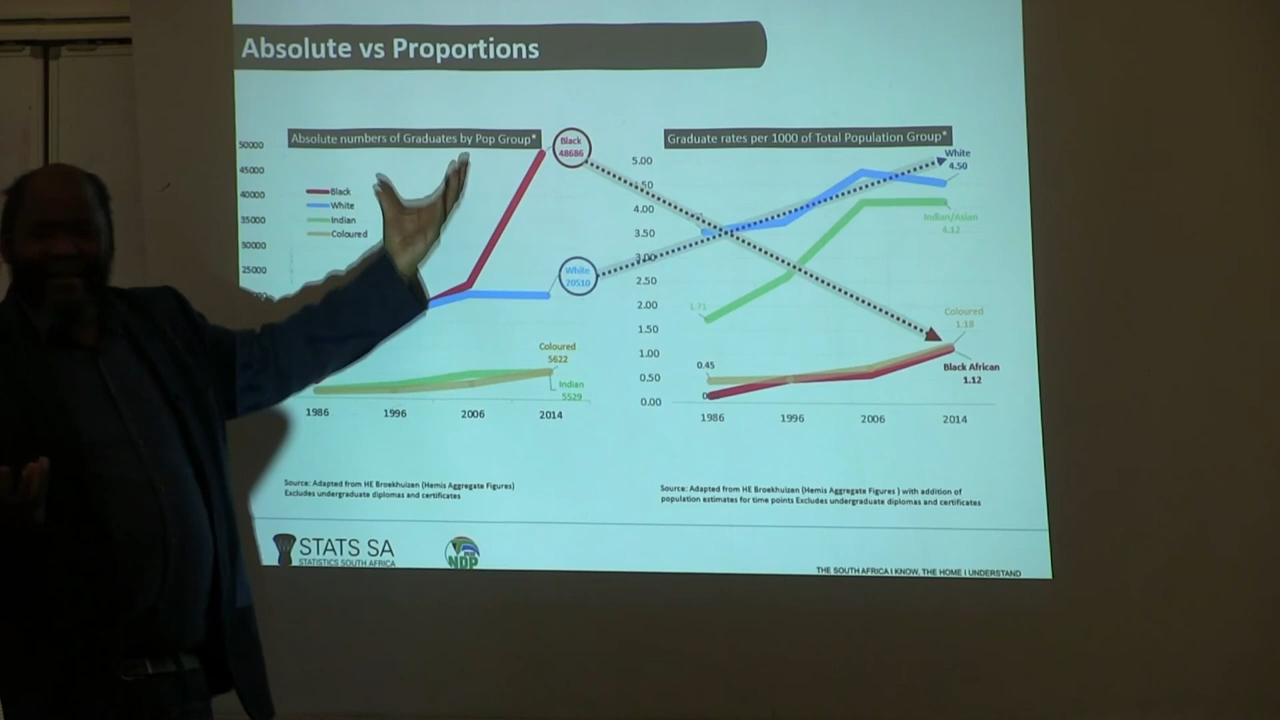 Absolute vs Proportions
Absolute numbers of Graduates by Pop Group*
50000
45000
40000
35000
30000
25000
Black
White
Indian
Coloured
Black
48686
White
20510
Coloured
5622
Indian
5529
1986
1996
2006
2014
Source: Adapted from HE Broekhuizen (Hemis Aggregate Figures)
Excludes undergraduate diplomas and certificates
Graduate rates per 1000 of Total Population Group*
5.00
4.50
4.00
3.50
3.00
2.50
2.00
1.50
1.00
0.50
0.00
White
4.50
Indian/Asian
4.12
1.71
Coloured
1.18
0.45
Black African
1.12
1986
1996
2006
2014
Source: Adapted from HE Broekhuizen (Hemis Aggregate Figures ) with addition of
population estimates for time points Excludes undergraduate diplomas and certificates
STATS SA
STATISTICS SOUTH AFRICA
NDP
THE SOUTH AFRICA I KNOW, THE HOME I UNDERSTAND